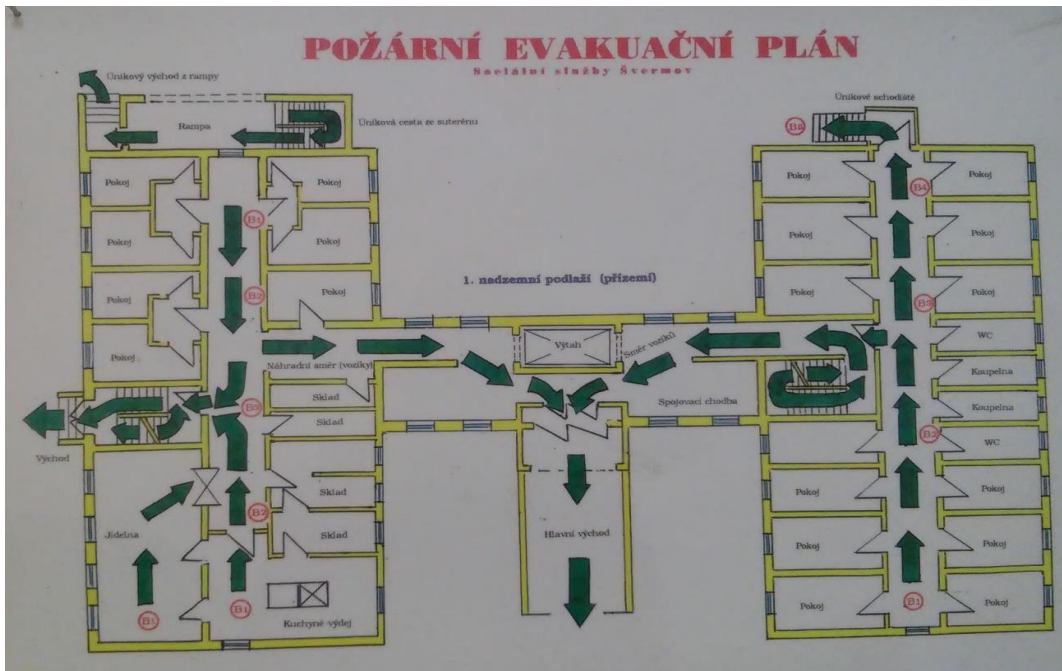 POŽÁRNÍ EVAKUAČNÍ PLÁN
Sociální služby Švermov
Únikový východ z rampy
Rampa
Úniková cesta ze suterénu
Únikové schodiště
B5
Pokoj
Pokoj
Pokoj
Pokoj
B4
B1
Pokoj
Pokoj
Pokoj
Pokoj
1. nadzemní podlaží (přízemí)
Pokoj
B2
Pokoj
Pokoj
B3
Pokoj
Pokoj
Náhradní směr (vozíky)
Výtah
Směr vozíků
WC
Koupelna
Sklad
B3
Spojovací chodba
Koupelna
Sklad
B2
WC
Východ
Pokoj
Pokoj
Sklad
B2
Jídelna
Sklad
Hlavní východ
Pokoj
Pokoj
B1
B1
B1
Pokoj
Pokoj
Kuchyně-výdej